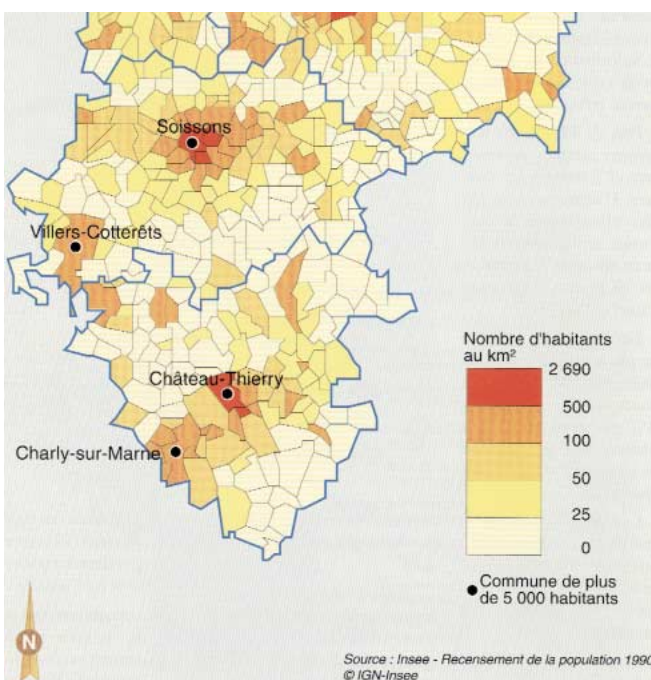 Soissons
Villers-Cotterêts
Château-Thierry
Charly-sur-Marne
Nombre d'habitants
au km²
2 690
500
100
50
25
0
Commune de plus
de 5 000 habitants
N
Source : Insee - Recensement de la population 1990
© IGN-Insee